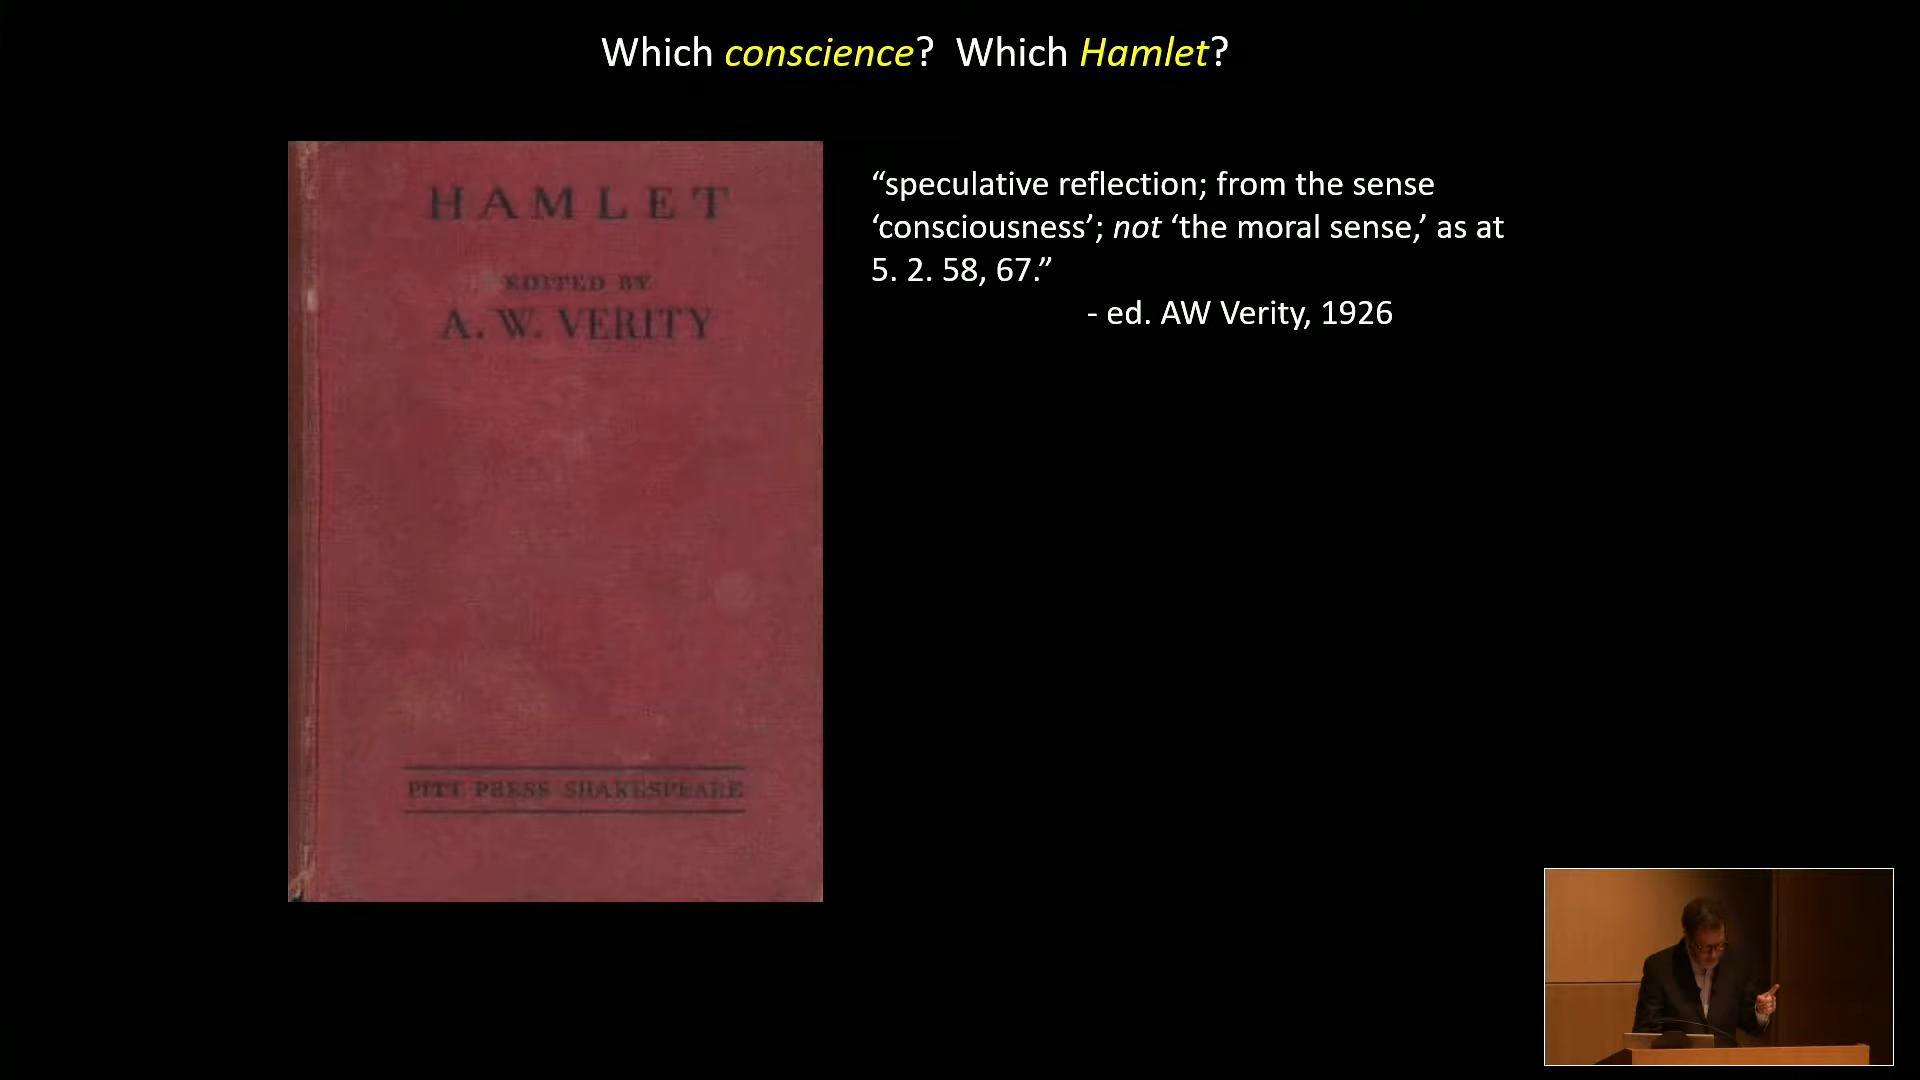 Which conscience? Which Hamlet?
HAMLET
EDITED BY
A. W. VERITY
PITT PRESS SHAKESPEARE
“speculative reflection; from the sense
‘consciousness’; not ‘the moral sense,’ as at
5. 2. 58, 67.”
- ed. AW Verity, 1926